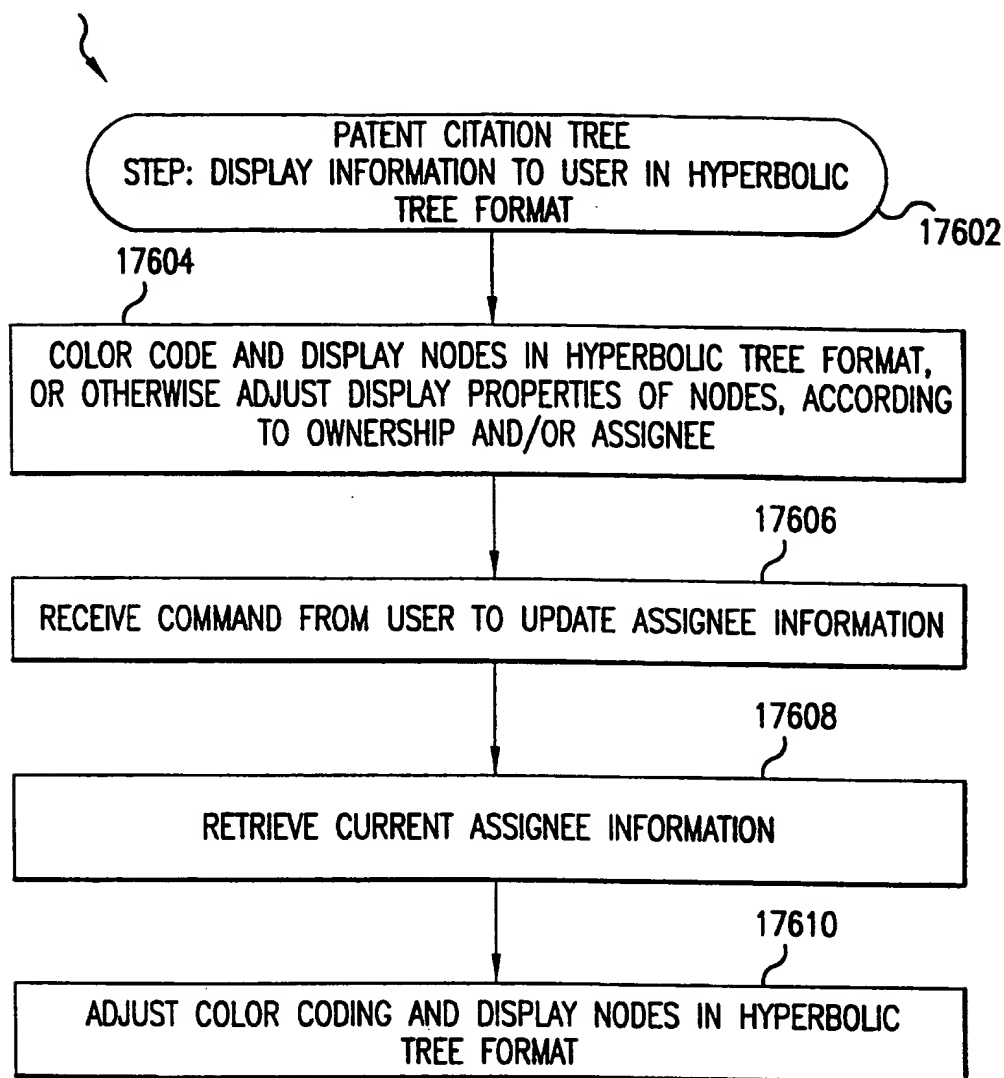 PATENT CITATION TREE
STEP: DISPLAY INFORMATION TO USER IN HYPERBOLIC
TREE FORMAT
17602
17604
COLOR CODE AND DISPLAY NODES IN HYPERBOLIC TREE FORMAT,
OR OTHERWISE ADJUST DISPLAY PROPERTIES OF NODES, ACCORDING
TO OWNERSHIP AND/OR ASSIGNEE
17606
RECEIVE COMMAND FROM USER TO UPDATE ASSIGNEE INFORMATION
17608
RETRIEVE CURRENT ASSIGNEE INFORMATION
17610
ADJUST COLOR CODING AND DISPLAY NODES IN HYPERBOLIC
TREE FORMAT